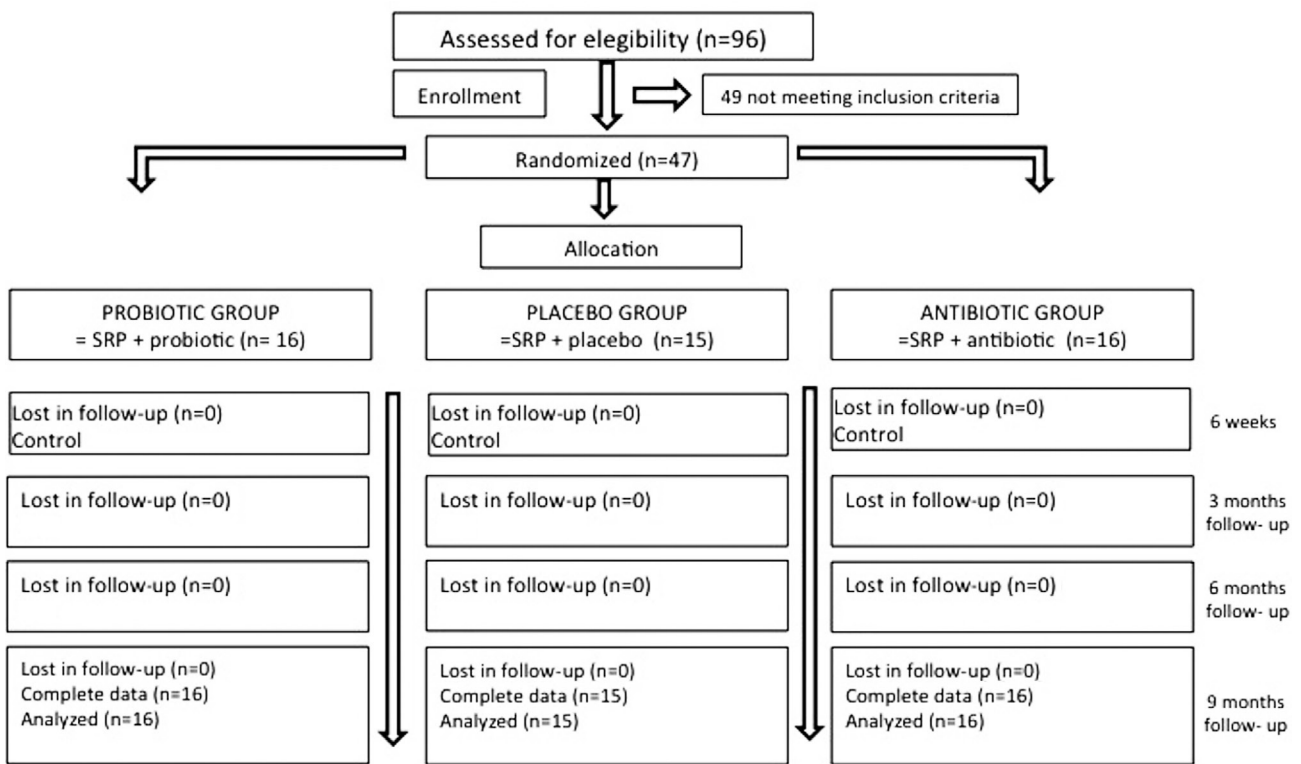 Assessed for elegibility (n=96)
Enrollment
49 not meeting inclusion criteria
Randomized (n=47)
Allocation
PROBIOTIC GROUP
= SRP + probiotic (n= 16)
PLACEBO GROUP
=SRP + placebo (n=15)
ANTIBIOTIC GROUP
=SRP + antibiotic (n=16)
Lost in follow-up (n=0)
Control
Lost in follow-up (n=0)
Control
Lost in follow-up (n=0)
Control
6 weeks
Lost in follow-up (n=0)
Lost in follow-up (n=0)
Lost in follow-up (n=0)
3 months
follow- up
Lost in follow-up (n=0)
Lost in follow-up (n=0)
Lost in follow-up (n=0)
6 months
follow- up
Lost in follow-up (n=0)
Complete data (n=16)
Analyzed (n=16)
Lost in follow-up (n=0)
Complete data (n=15)
Analyzed (n=15)
Lost in follow-up (n=0)
Complete data (n=16)
Analyzed (n=16)
9 months
follow- up